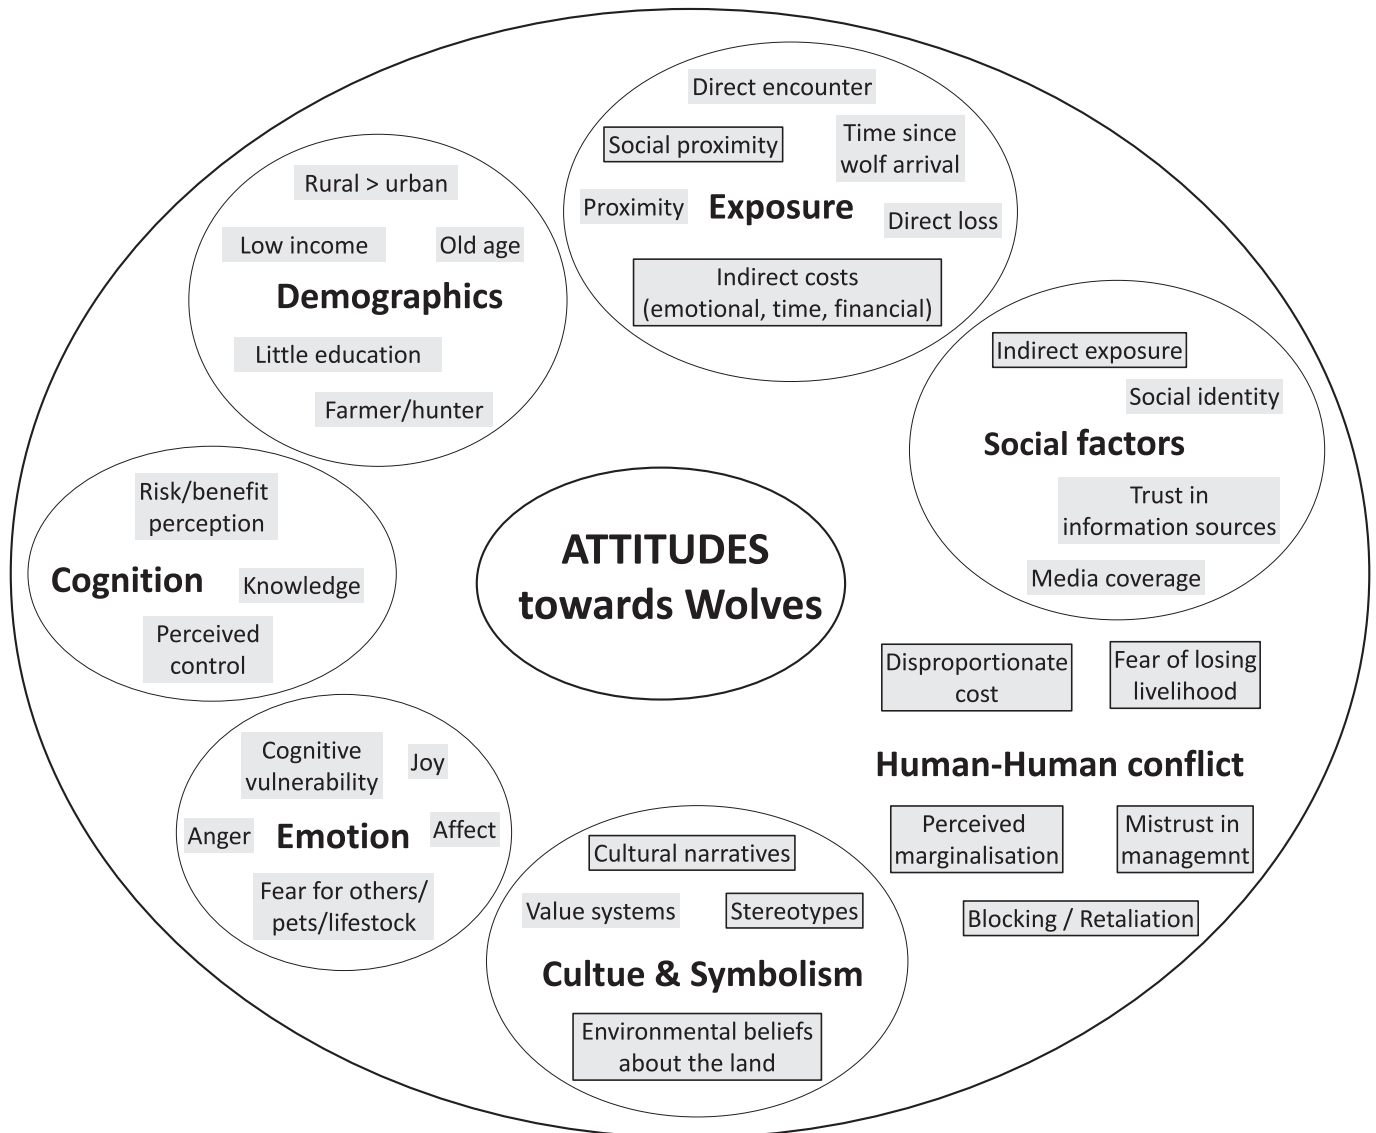 Direct encounter
Social proximity
Time since
wolf arrival
Proximity
Exposure
Direct loss
Indirect costs
(emotional, time, financial)
Rural > urban
Low income
Old age
Demographics
Little education
Farmer/hunter
Indirect exposure
Social identity
Social factors
Trust in
information sources
Media coverage
Risk/benefit
perception
Cognition
Knowledge
Perceived
control
ATTITUDES
towards Wolves
Disproportionate
cost
Fear of losing
livelihood
Human-Human conflict
Perceived
marginalisation
Mistrust in
managemnt
Blocking / Retaliation
Cognitive
vulnerability
Joy
Anger
Emotion
Affect
Fear for others/
pets/lifestock
Cultural narratives
Value systems
Stereotypes
Cultue & Symbolism
Environmental beliefs
about the land